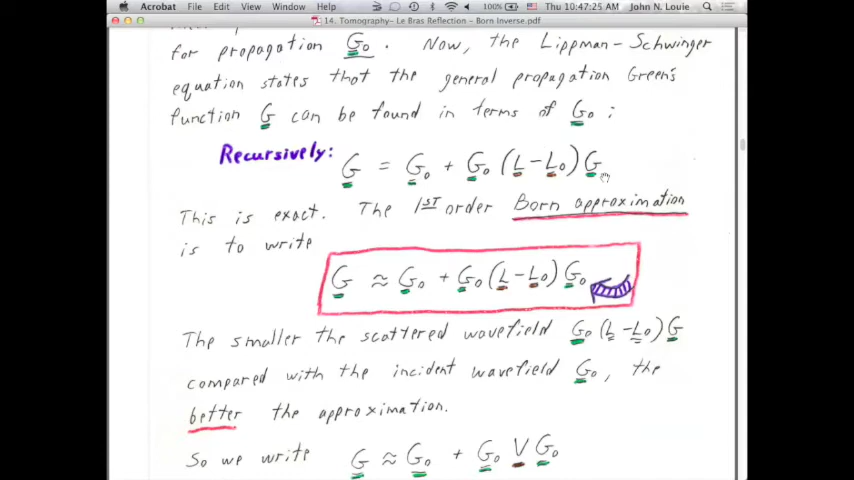 Acrobat File Edit View Window Help 100% Thu 10:47:25 AM John N. Louie
14. Tomography- Le Bras Reflection - Born Inverse.pdf
for propagation G₀. Now, the Lippman-Schwinger
equation states that the general propagation Green's
function G can be found in terms of G₀ ;
Recursively: G = G₀ + G₀ (L-L₀) G
This is exact. The 1ST order Born approximation
is to write
G ≈ G₀ + G₀ (L-L₀) G₀
The smaller the scattered wavefield G₀ (L-L₀) G
compared with the incident wavefield G₀, the
better the approximation.
So we write G ≈ G₀ + G₀ V G₀